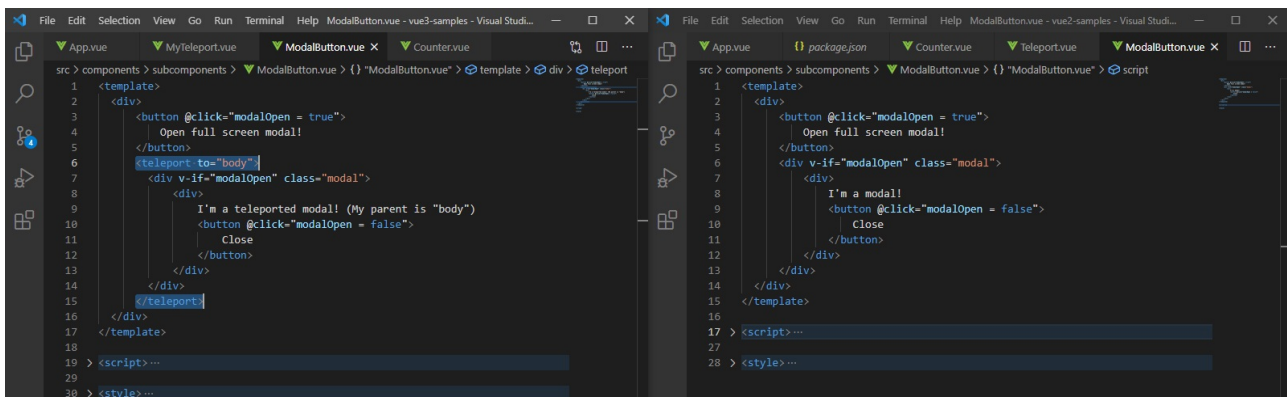 File Edit Selection View Go Run Terminal Help ModalButton.vue - vue3-samples - Visual Studi...
App.vue MyTeleport.vue ModalButton.vue Counter.vue
src > components > subcomponents > ModalButton.vue > {} "ModalButton.vue" > template > div > teleport
1 <template>
2 <div>
3 <button @click="modalOpen = true">
4 Open full screen modal!
5 </button>
6 <teleport to="body">
7 <div v-if="modalOpen" class="modal">
8 <div>
9 I'm a teleported modal! (My parent is "body")
10 <button @click="modalOpen = false">
11 Close
12 </button>
13 </div>
14 </div>
15 </teleport>
16 </div>
17 </template>
18
19 > <script>...
29
30 > <style>...
4
File Edit Selection View Go Run Terminal Help ModalButton.vue - vue2-samples - Visual Studi...
App.vue {} package.json Counter.vue Teleport.vue ModalButton.vue
src > components > subcomponents > ModalButton.vue > {} "ModalButton.vue" > script
1 <template>
2 <div>
3 <button @click="modalOpen = true">
4 Open full screen modal!
5 </button>
6 <div v-if="modalOpen" class="modal">
7 <div>
8 I'm a modal!
9 <button @click="modalOpen = false">
10 Close
11 </button>
12 </div>
13 </div>
14 </div>
15 </template>
16
17 > <script>...
27
28 > <style>...